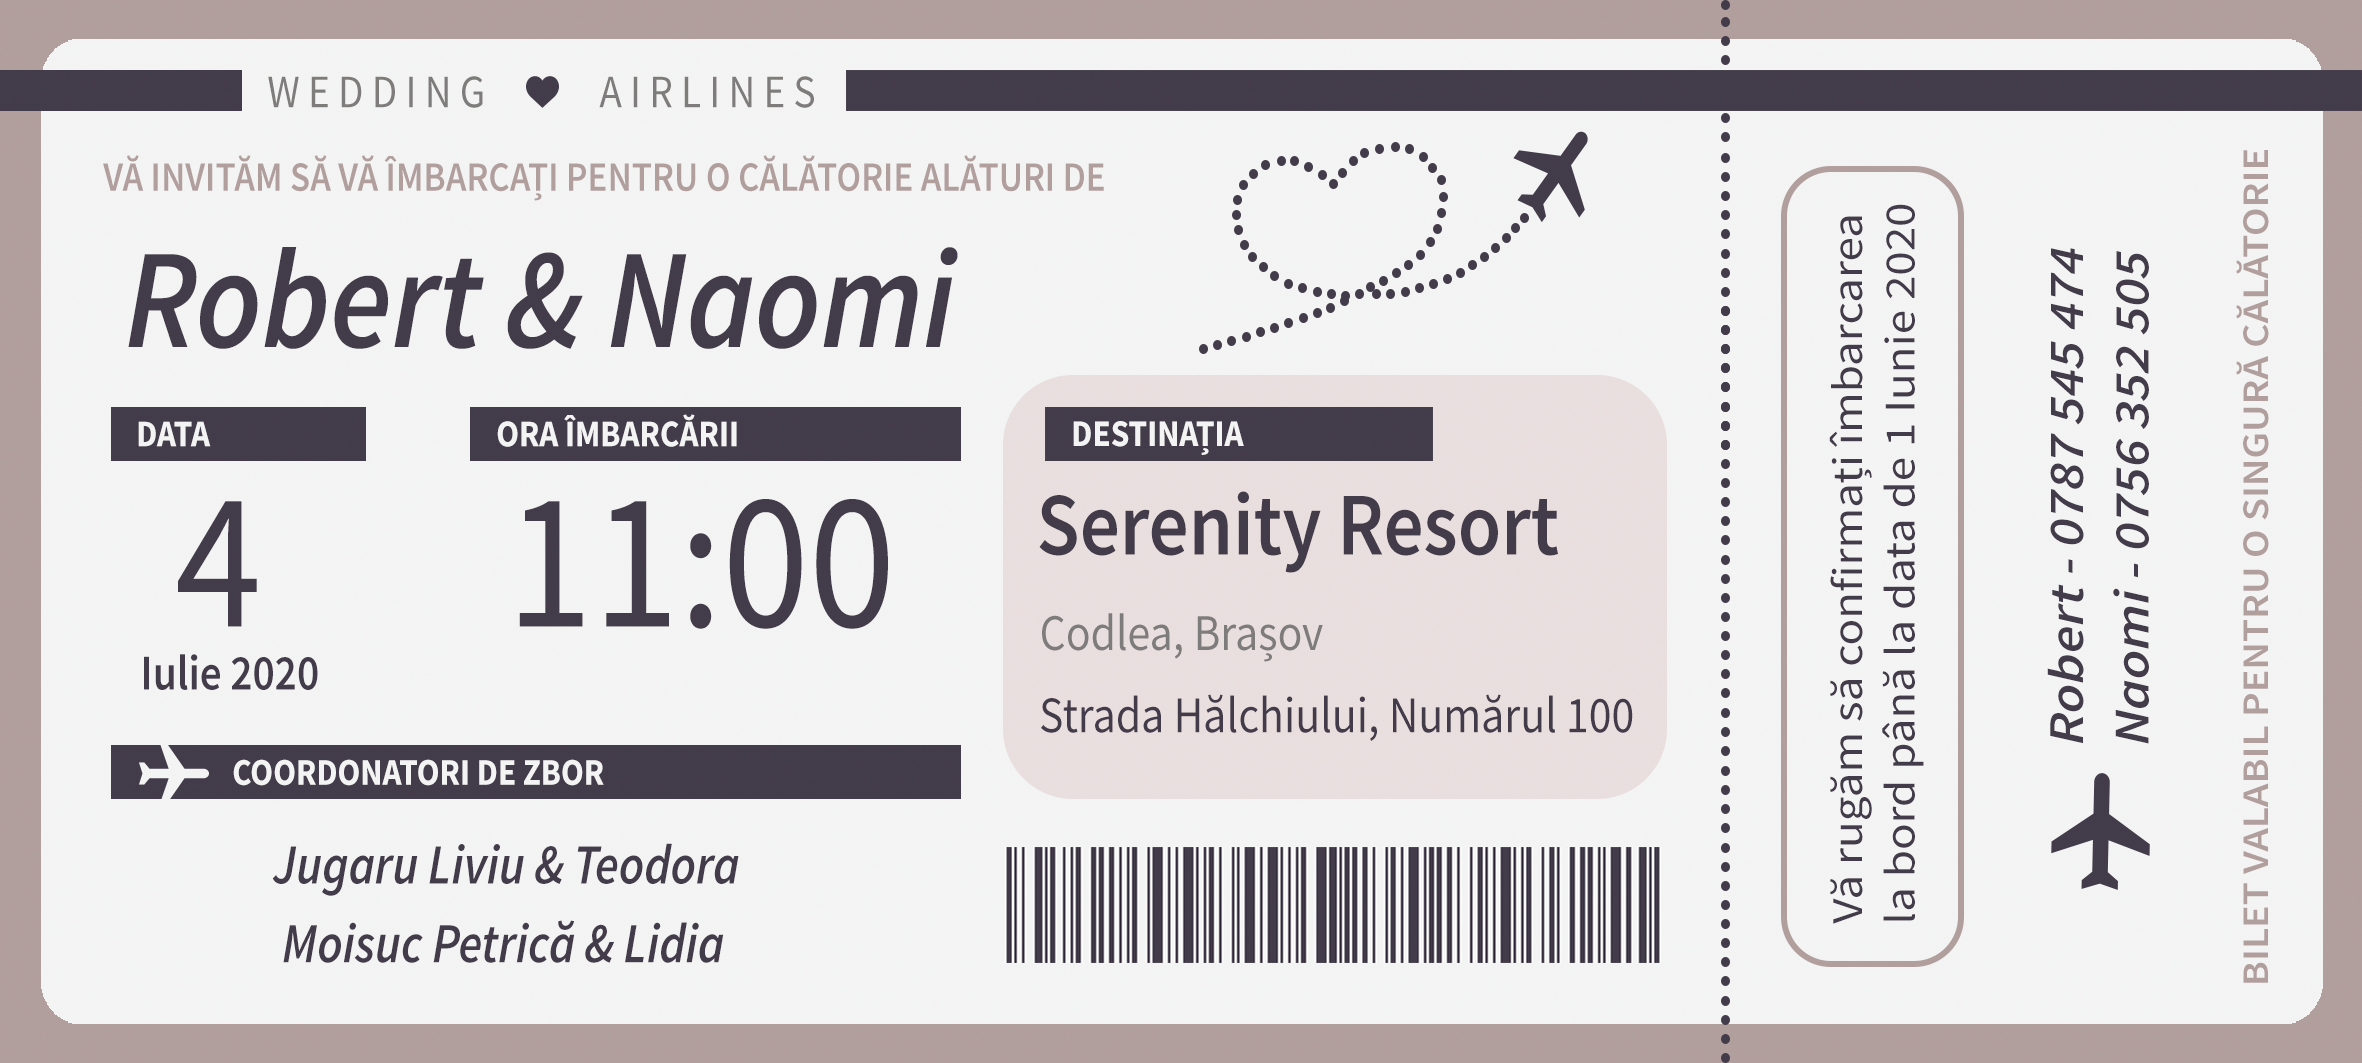 WEDDING AIRLINES
VĂ INVITĂM SĂ VĂ ÎMBARCAȚI PENTRU O CĂLĂTORIE ALĂTURI DE
Robert & Naomi
DATA
4
Iulie 2020
ORA ÎMBARCĂRII
11:00
DESTINAȚIA
Serenity Resort
Codlea, Brașov
Strada Hălchiului, Numărul 100
COORDONATORI DE ZBOR
Jugaru Liviu & Teodora
Moisuc Petrică & Lidia
Vă rugăm să confirmați îmbarcarea
la bord până la data de 1 Iunie 2020
Robert - 0787 545 474
Naomi - 0756 352 505
BILET VALABIL PENTRU O SINGURĂ CĂLĂTORIE